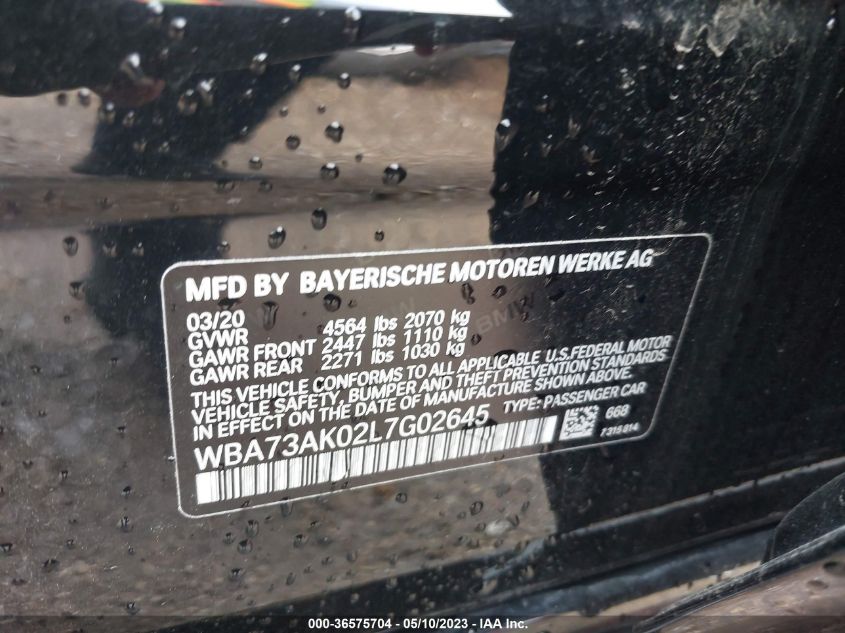 MFD BY BAYERISCHE MOTOREN WERKE AG
03/20
GVWR 4564 lbs 2070 kg
GAWR FRONT 2447 lbs 1110 kg
GAWR REAR 2271 lbs 1030 kg
THIS VEHICLE CONFORMS TO ALL APPLICABLE U.S.FEDERAL MOTOR
VEHICLE SAFETY, BUMPER AND THEFT PREVENTION STANDARDS
IN EFFECT ON THE DATE OF MANUFACTURE SHOWN ABOVE.
WBA73AK02L7G02645 TYPE: PASSENGER CAR
668
7315814
BMW
000-36575704 - 05/10/2023 - IAA Inc.